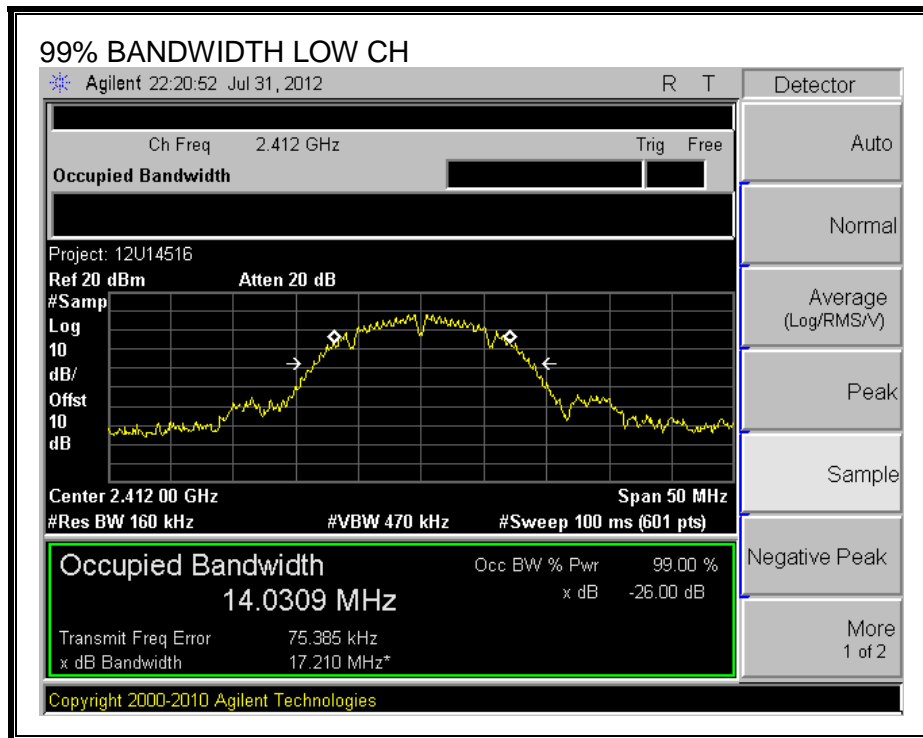 99% BANDWIDTH LOW CH
Agilent 22:20:52 Jul 31, 2012 R T
Detector
Ch Freq 2.412 GHz Trig Free
Occupied Bandwidth
Auto
Normal
Project: 12U14516
Ref 20 dBm Atten 20 dB
#Samp
Log
10
dB/
Offst
10
dB
Average
(Log/RMS/V)
Peak
Sample
Center 2.412 00 GHz Span 50 MHz
#Res BW 160 kHz #VBW 470 kHz #Sweep 100 ms (601 pts)
Occupied Bandwidth Occ BW % Pwr 99.00 %
14.0309 MHz x dB -26.00 dB
Transmit Freq Error 75.385 kHz
x dB Bandwidth 17.210 MHz*
Negative Peak
More
1 of 2
Copyright 2000-2010 Agilent Technologies